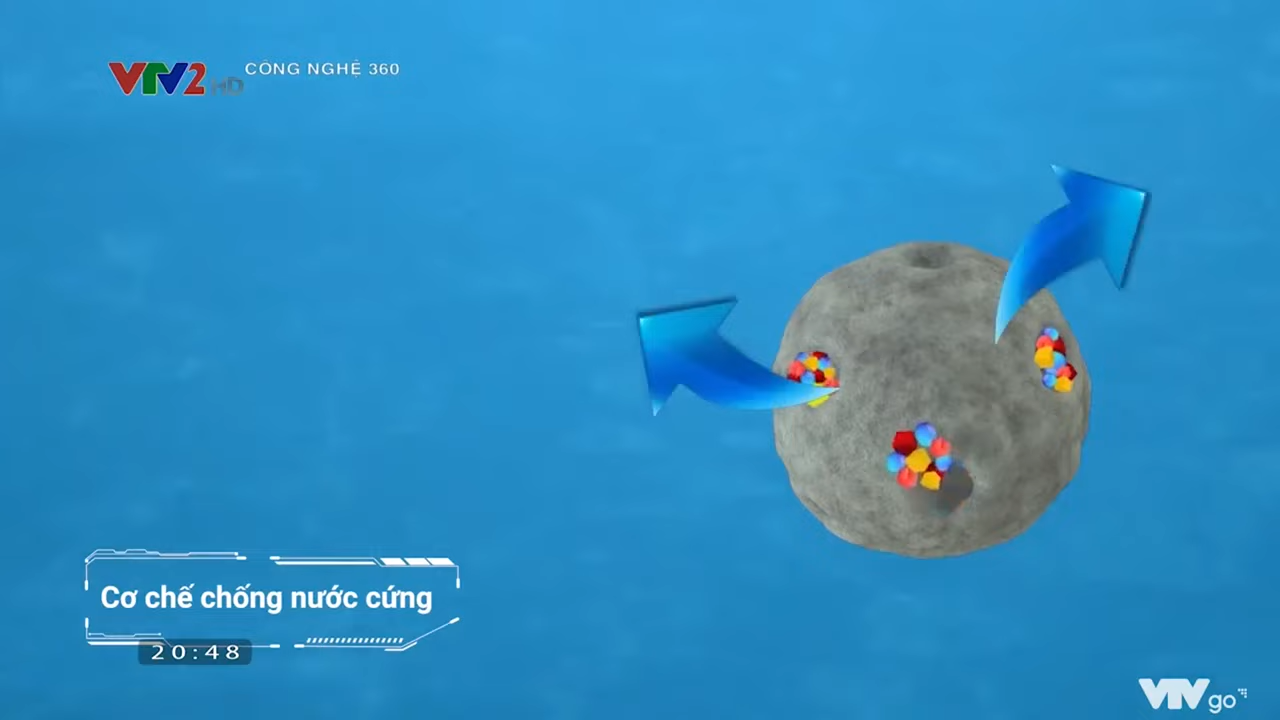 VTV2 HD
CÔNG NGHỆ 360
Cơ chế chống nước cứng
20:48
VTV go